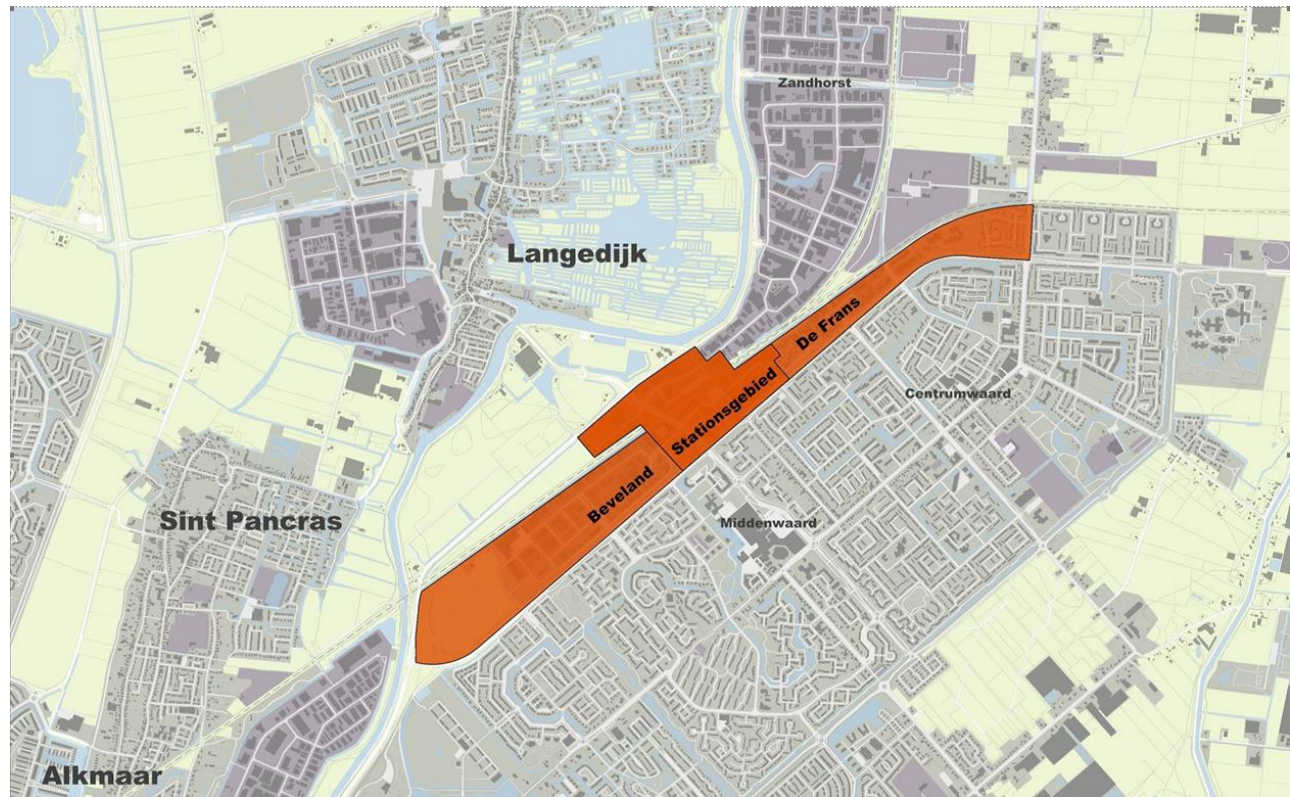 Zandhorst
Langedijk
De Frans
Centrumwaard
Stationsgebied
Beveland
Sint Pancras
Middenwaard
Alkmaar